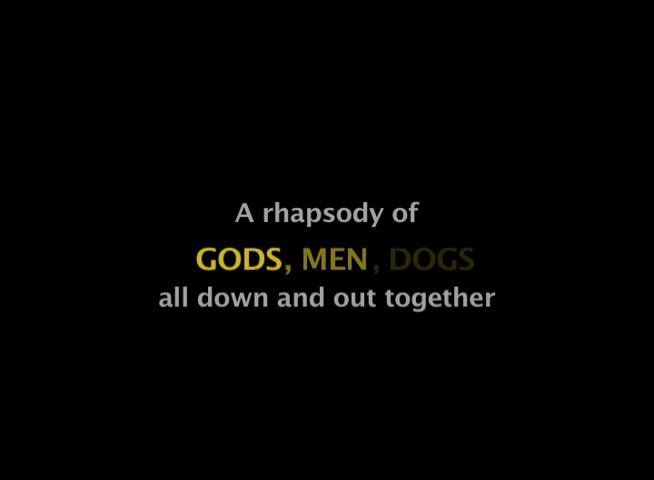 A rhapsody of
GODS, MEN, DOGS
all down and out together